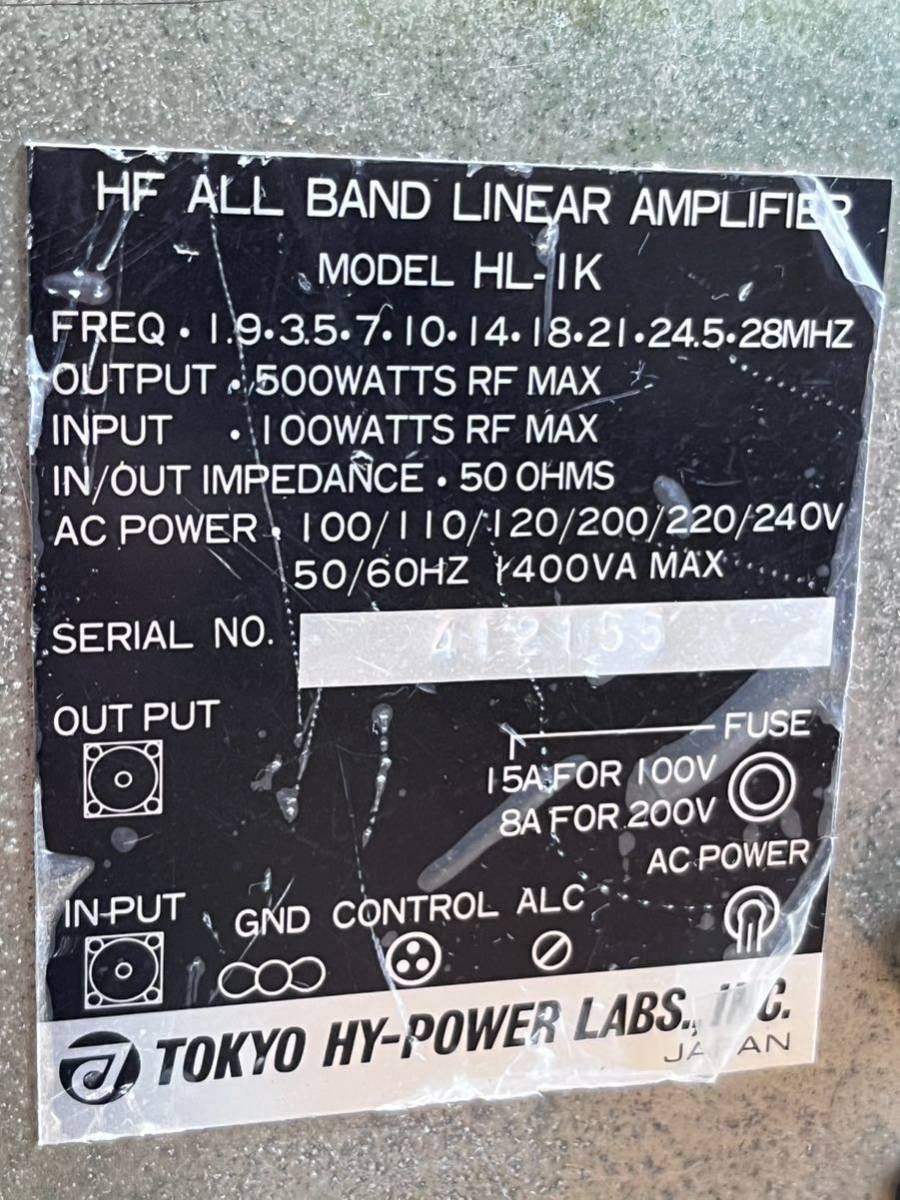 HF ALL BAND LINEAR AMPLIFIER
MODEL HL-1K
FREQ • 1.9•3.5•7•10•14•18•21•24.5•28MHZ
OUTPUT • 500WATTS RF MAX
INPUT • 100WATTS RF MAX
IN/OUT IMPEDANCE • 50 OHMS
AC POWER • 100/110/120/200/220/240V
50/60HZ 1400VA MAX
SERIAL NO. 412155
OUT PUT
FUSE
15A FOR 100V
8A FOR 200V
AC POWER
IN-PUT GND CONTROL ALC
TOKYO HY-POWER LABS., INC.
JAPAN